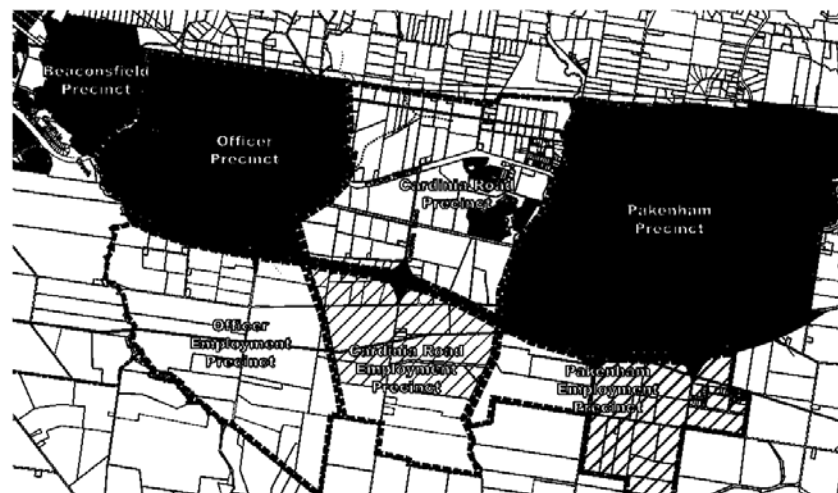 Beaconsfield
Precinct
Officer
Precinct
Cardinia Road
Precinct
Pakenham
Precinct
Officer
Employment
Precinct
Cardinia Road
Employment
Precinct
Pakenham
Employment
Precinct